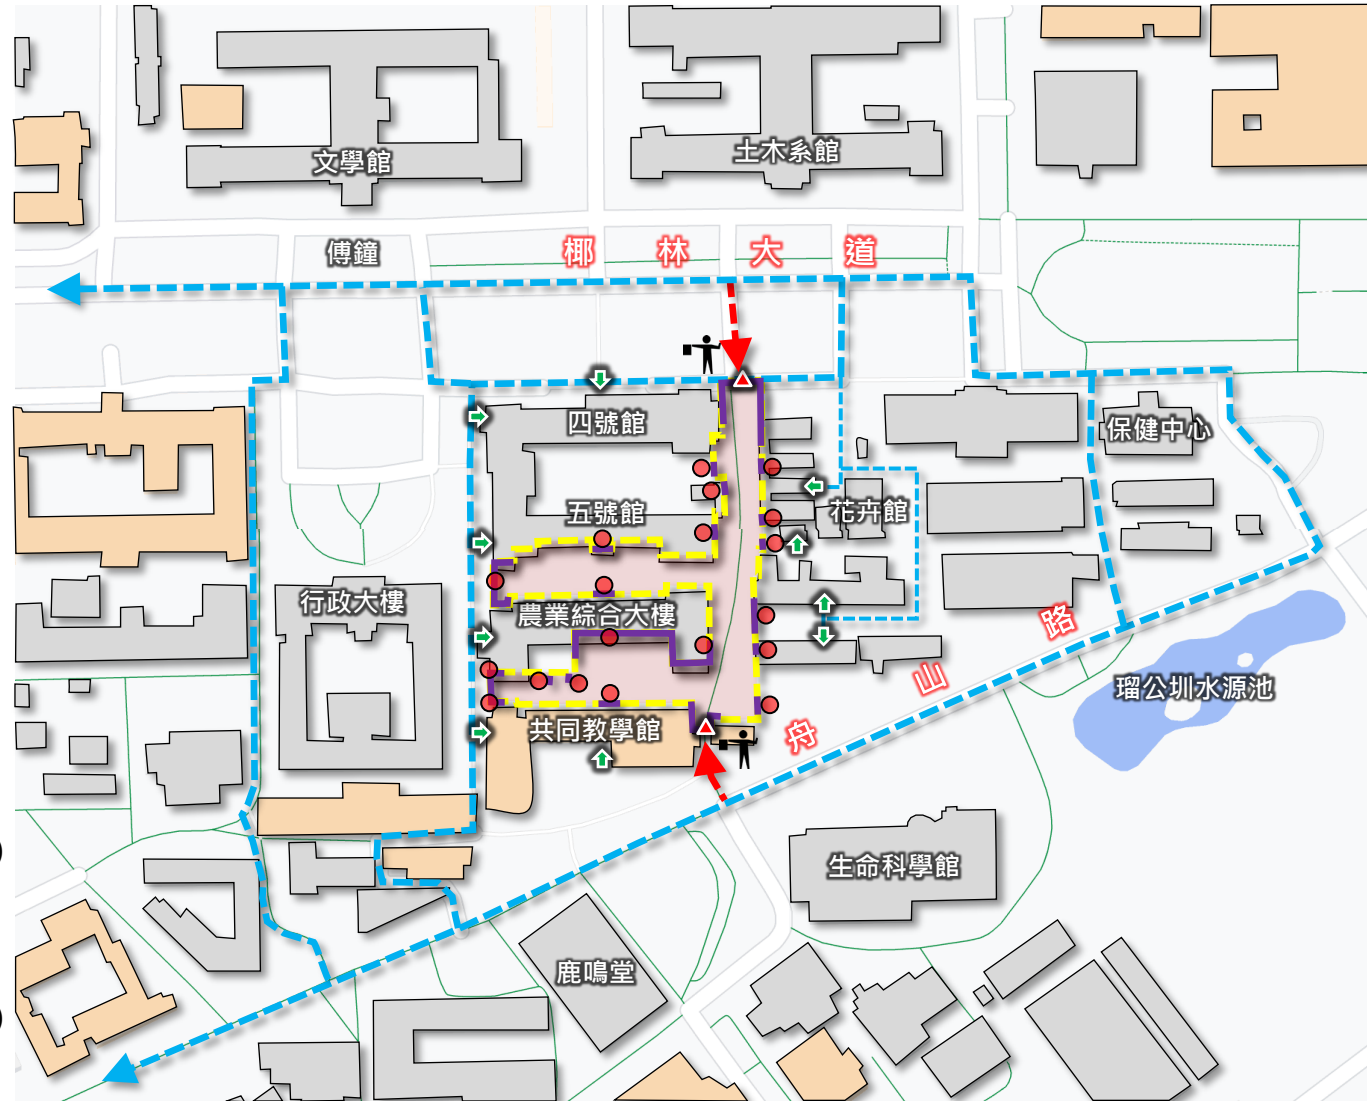 文學館
土木系館
傅鐘
椰林大道
四號館
保健中心
五號館
花卉館
行政大樓
農業綜合大樓
舟山路
瑠公圳水源池
共同教學館
生命科學館
鹿鳴堂
)
)